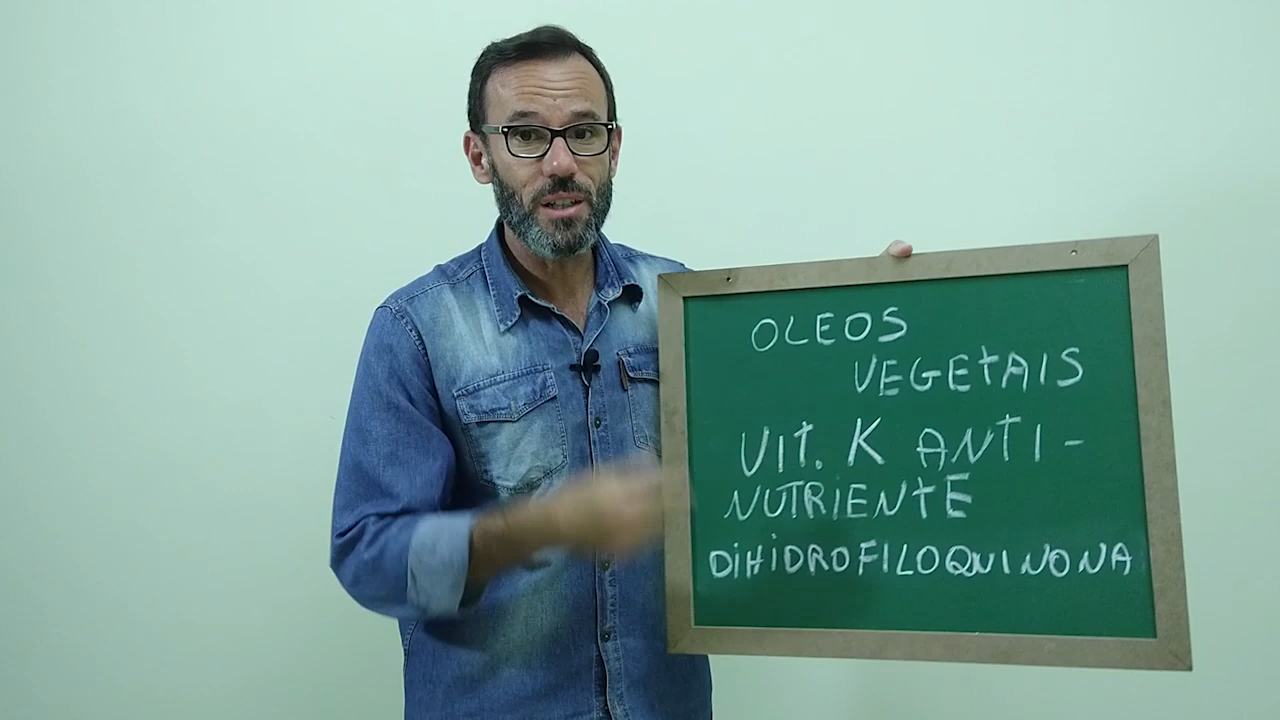 OLEOS
VEGETAIS
VIT. K ANTI-
NUTRIENTE
DIHIDROFILOQUINONA